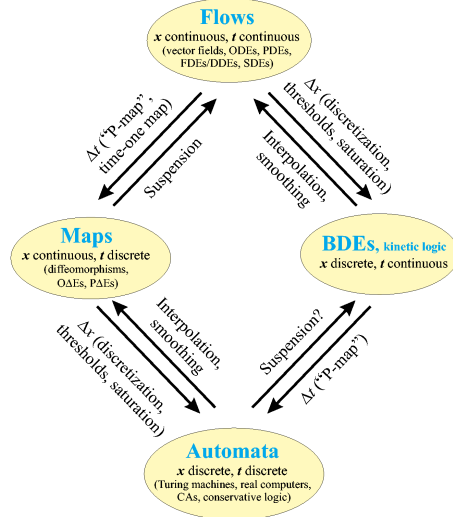 Flows
x continuous, t continuous
(vector fields, ODEs, PDEs,
FDEs/DDEs, SDEs)
Δt ("P-map",
time-one map)
Suspension
Δx (discretization,
thresholds, saturation)
Interpolation,
smoothing
Maps
x continuous, t discrete
(diffeomorphisms,
OΔEs, PΔEs)
BDEs, kinetic logic
x discrete, t continuous
Δx (discretization,
thresholds, saturation)
Interpolation,
smoothing
Suspension?
Δt ("P-map")
Automata
x discrete, t discrete
(Turing machines, real computers,
CAs, conservative logic)